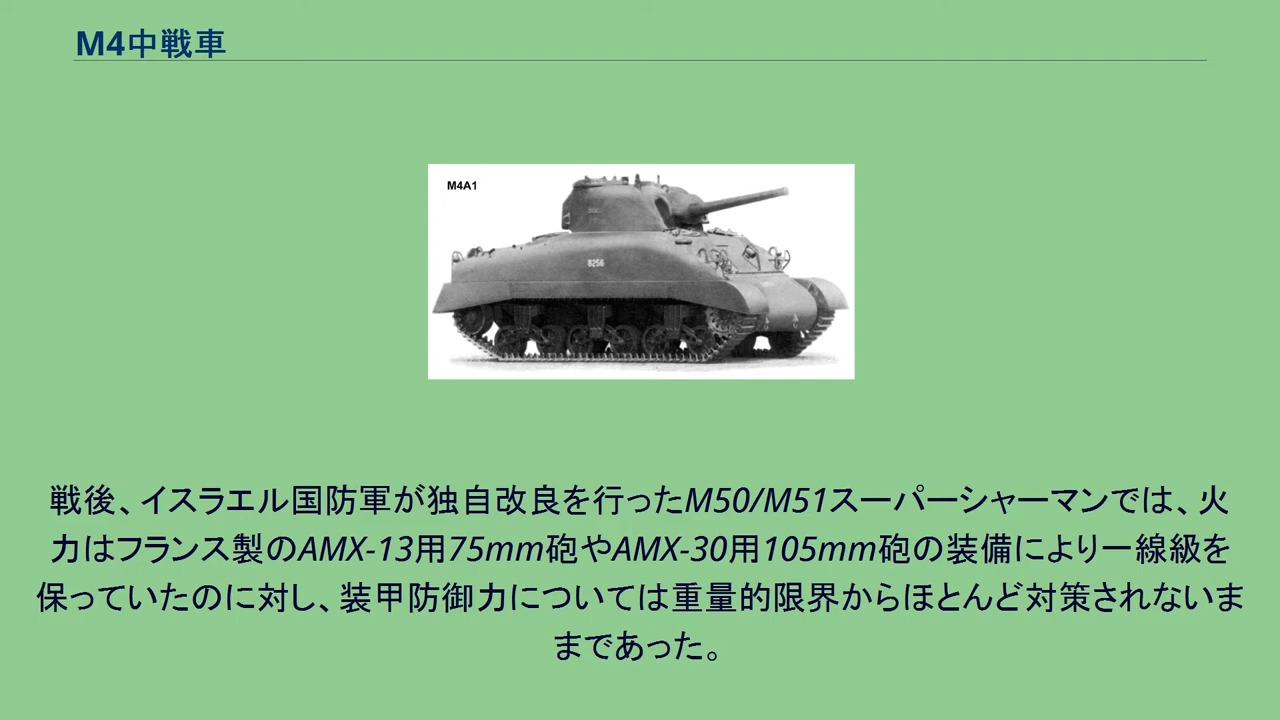 M4中戦車
M4A1
8256
戦後、イスラエル国防軍が独自改良を行ったM50/M51スーパーシャーマンでは、火
力はフランス製のAMX-13用75mm砲やAMX-30用105mm砲の装備により一線級を
保っていたのに対し、装甲防御力については重量的限界からほとんど対策されないま
まであった。